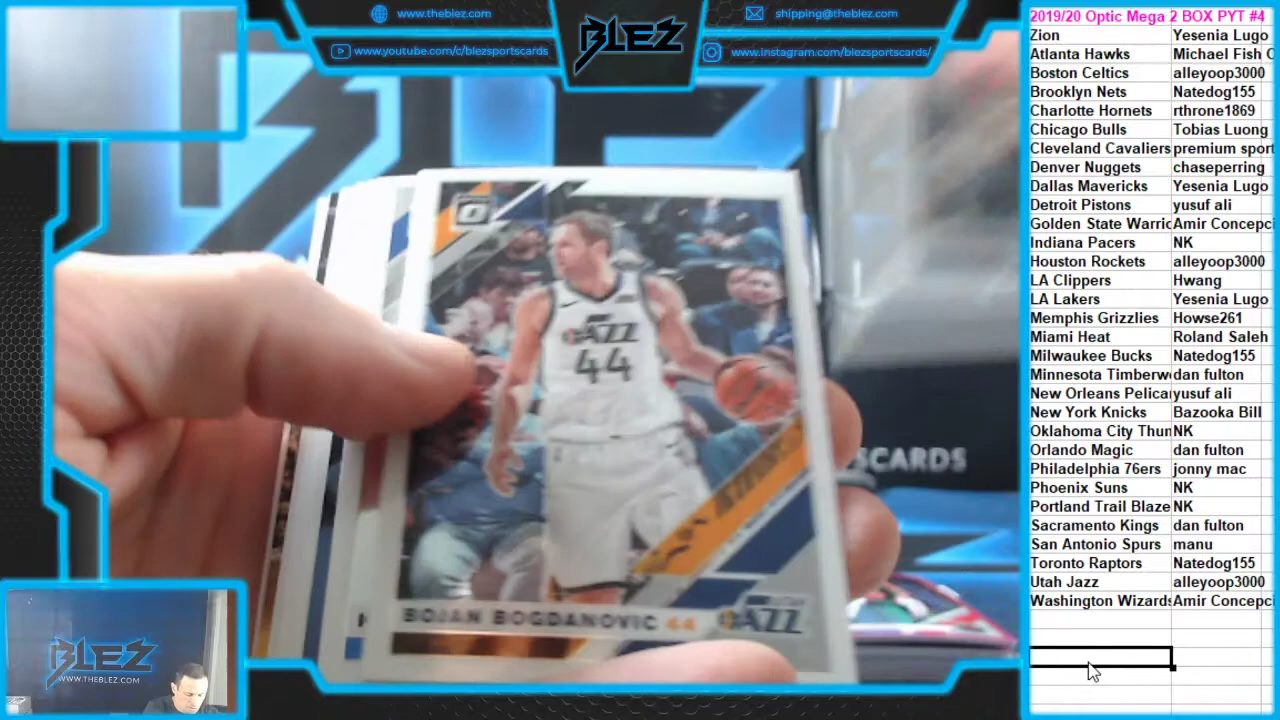 www.theblez.com
shipping@theblez.com
www.youtube.com/c/blezsportscards
BLEZ
www.instagram.com/blezsportscards/
JAZZ
44
SCARDS
BOJAN BOGDANOVIC 44
JAZZ
BLEZ
WWW.THEBLEZ.COM
2019/20 Optic Mega 2 BOX PYT #4
Zion Yesenia Lugo
Atlanta Hawks Michael Fish C
Boston Celtics alleyoop3000
Brooklyn Nets Natedog155
Charlotte Hornets rthrone1869
Chicago Bulls Tobias Luong
Cleveland Cavaliers premium sport
Denver Nuggets chaseperring
Dallas Mavericks Yesenia Lugo
Detroit Pistons yusuf ali
Golden State Warric Amir Concepci
Indiana Pacers NK
Houston Rockets alleyoop3000
LA Clippers Hwang
LA Lakers Yesenia Lugo
Memphis Grizzlies Howse261
Miami Heat Roland Saleh
Milwaukee Bucks Natedog155
Minnesota Timberw dan fulton
New Orleans Pelica yusuf ali
New York Knicks Bazooka Bill
Oklahoma City Thun NK
Orlando Magic dan fulton
Philadelphia 76ers jonny mac
Phoenix Suns NK
Portland Trail Blaze NK
Sacramento Kings dan fulton
San Antonio Spurs manu
Toronto Raptors Natedog155
Utah Jazz alleyoop3000
Washington Wizards Amir Concepci